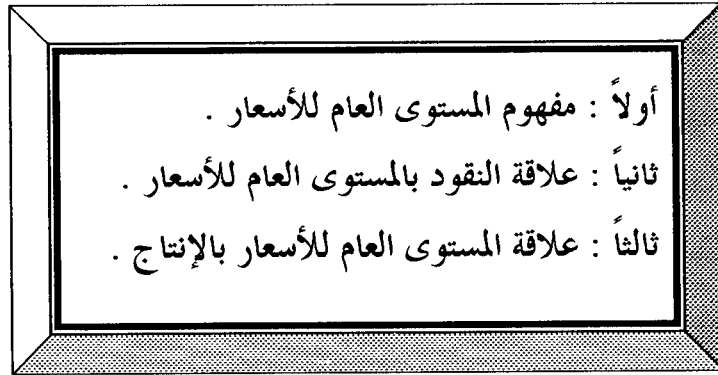 أولاً : مفهوم المستوى العام للأسعار .
ثانياً : علاقة النقود بالمستوى العام للأسعار .
ثالثاً : علاقة المستوى العام للأسعار بالإنتاج .